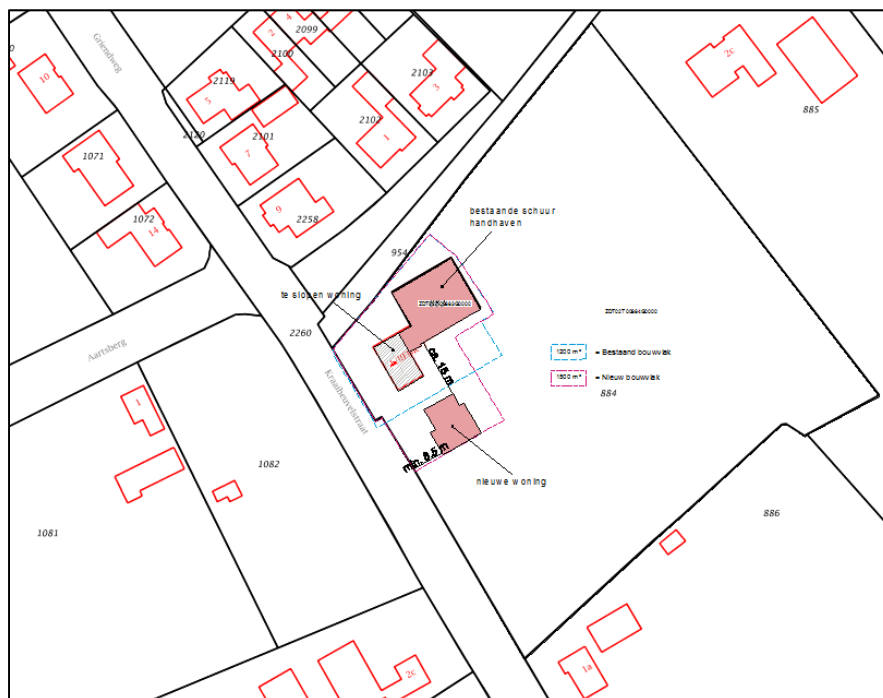 Griendweg
10
4
2099
2
2100
2119
5
2103
3
2c
885
2120
2101
7
2102
1
1071
1072
14
9
2258
bestaande schuur
handhaven
954
te slopen woning
2260
Aartsberg
Kraaiheuvelstraat
ca. 15 m
1200 m² = Bestaand bouwvlak
1500 m² = Nieuw bouwvlak
884
1
1082
min. 8.5 m
nieuwe woning
1081
886
2c
1a